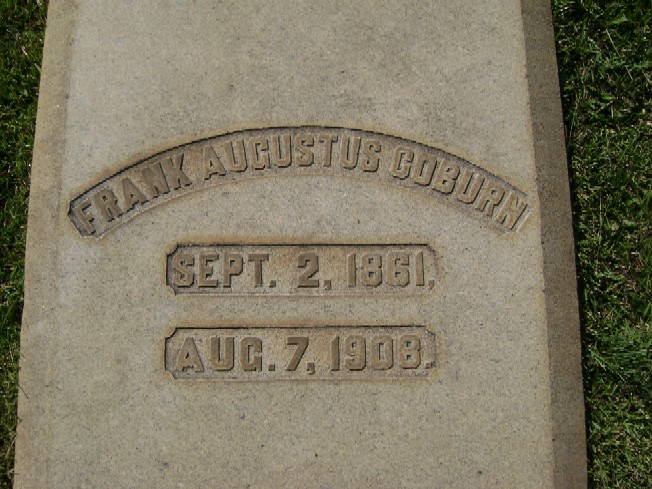 FRANK AUGUSTUS COBURN
SEPT. 2, 1861,
AUG. 7, 1908.